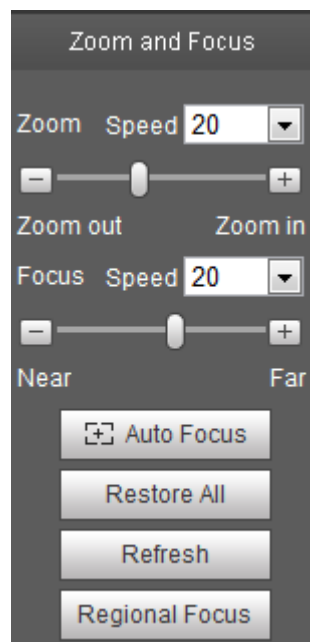 Zoom and Focus
Zoom Speed 20
Zoom out Zoom in
Focus Speed 20
Near Far
Auto Focus
Restore All
Refresh
Regional Focus